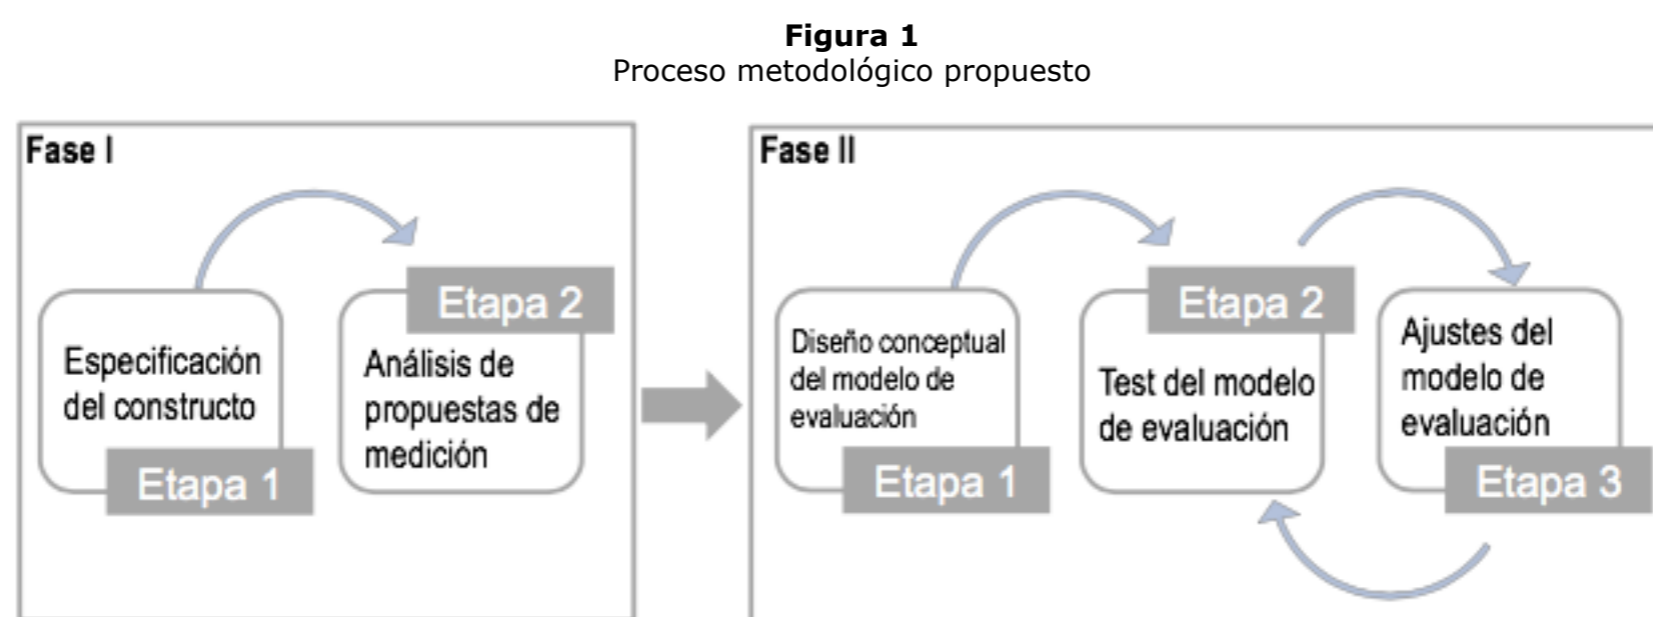 Figura 1
Proceso metodológico propuesto
Fase I
Especificación
del constructo
Etapa 1
Etapa 2
Análisis de
propuestas de
medición
Fase II
Diseño conceptual
del modelo de
evaluación
Etapa 1
Etapa 2
Test del modelo
de evaluación
Ajustes del
modelo de
evaluación
Etapa 3